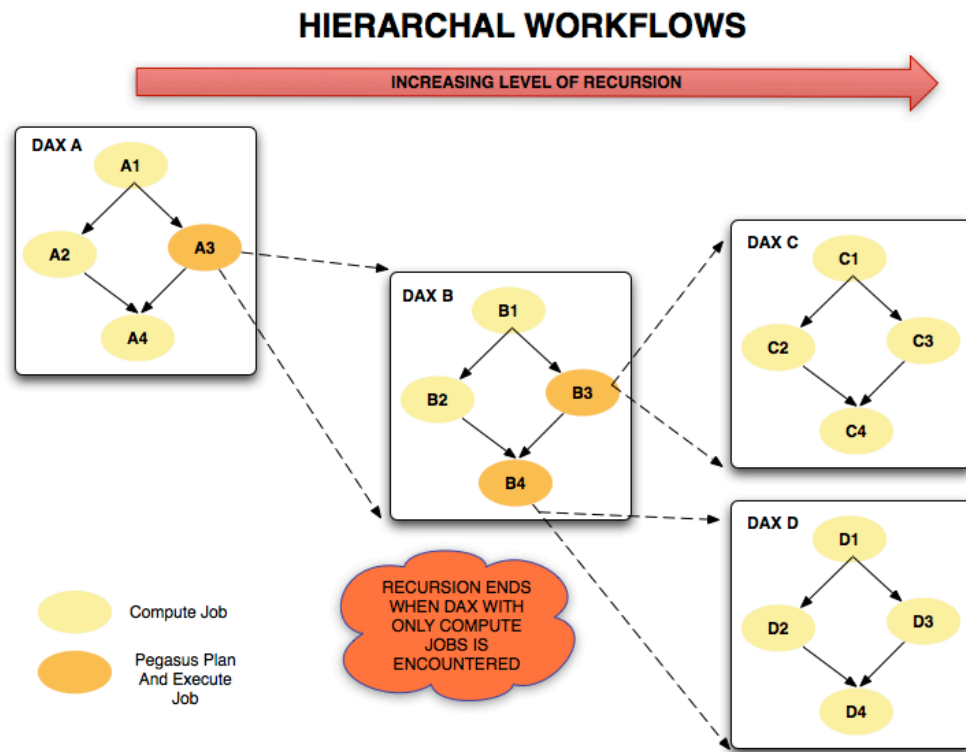 HIERARCHAL WORKFLOWS
INCREASING LEVEL OF RECURSION
DAX A
A1
A2
A3
A4
DAX B
B1
B2
B3
B4
DAX C
C1
C2
C3
C4
DAX D
D1
D2
D3
D4
RECURSION ENDS
WHEN DAX WITH
ONLY COMPUTE
JOBS IS
ENCOUNTERED
Compute Job
Pegasus Plan
And Execute
Job